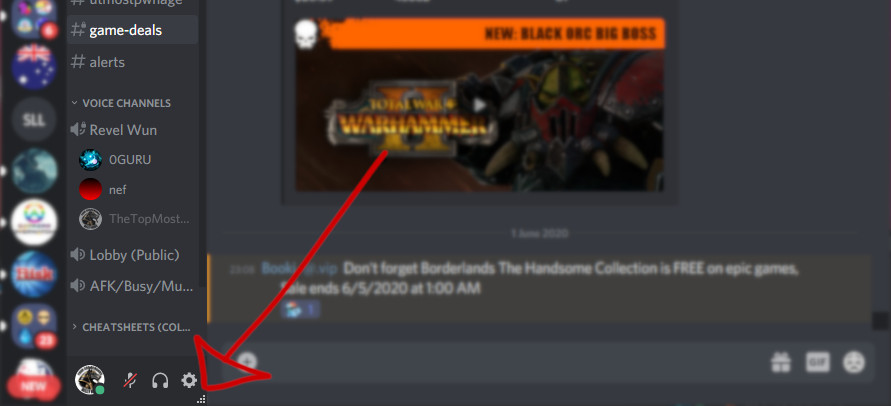 # utmostpwnage
# game-deals
# alerts
VOICE CHANNELS
Revel Wun
0GURU
nef
TheTopMost...
Lobby (Public)
AFK/Busy/Mu...
CHEATSHEETS (COL...
6
SLL
23
NEW
NEW: BLACK ORC BIG BOSS
TOTAL WAR
II
WARHAMMER
1 June 2020
Don't forget Borderlands The Handsome Collection is FREE on epic games,
sale ends 6/5/2020 at 1:00 AM
1
GIF